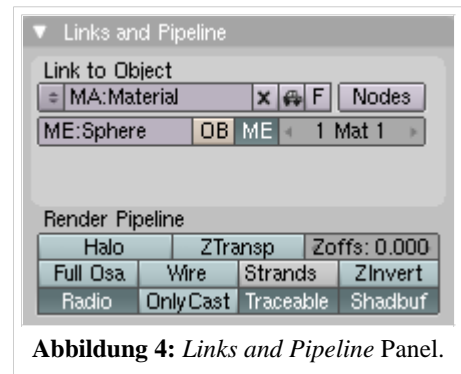 Links and Pipeline
Link to Object
MA:Material F Nodes
ME:Sphere OB ME 1 Mat 1
Render Pipeline
Halo ZTransp Zoffs: 0.000
Full Osa Wire Strands ZInvert
Radio OnlyCast Traceable Shadbuf
Abbildung 4: Links and Pipeline Panel.